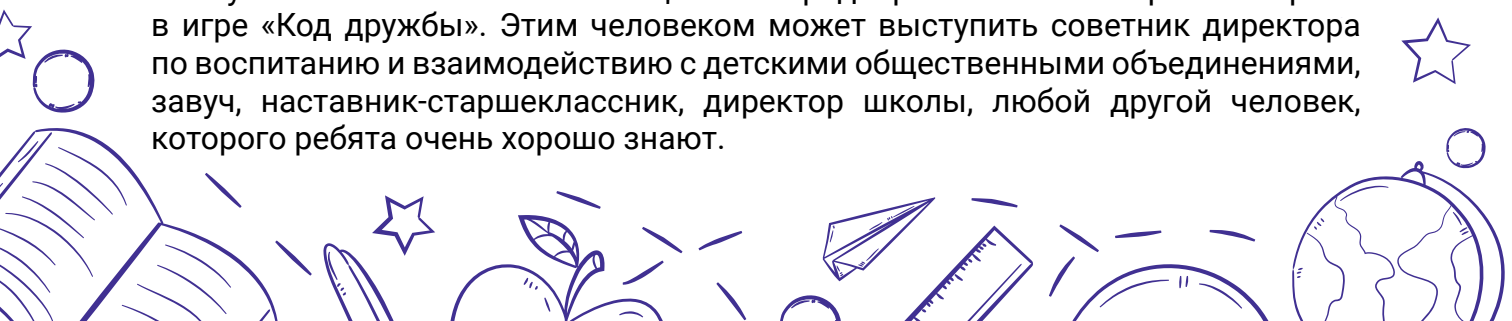 в игре «Код дружбы». Этим человеком может выступить советник директора
по воспитанию и взаимодействию с детскими общественными объединениями,
завуч, наставник-старшеклассник, директор школы, любой другой человек,
которого ребята очень хорошо знают.